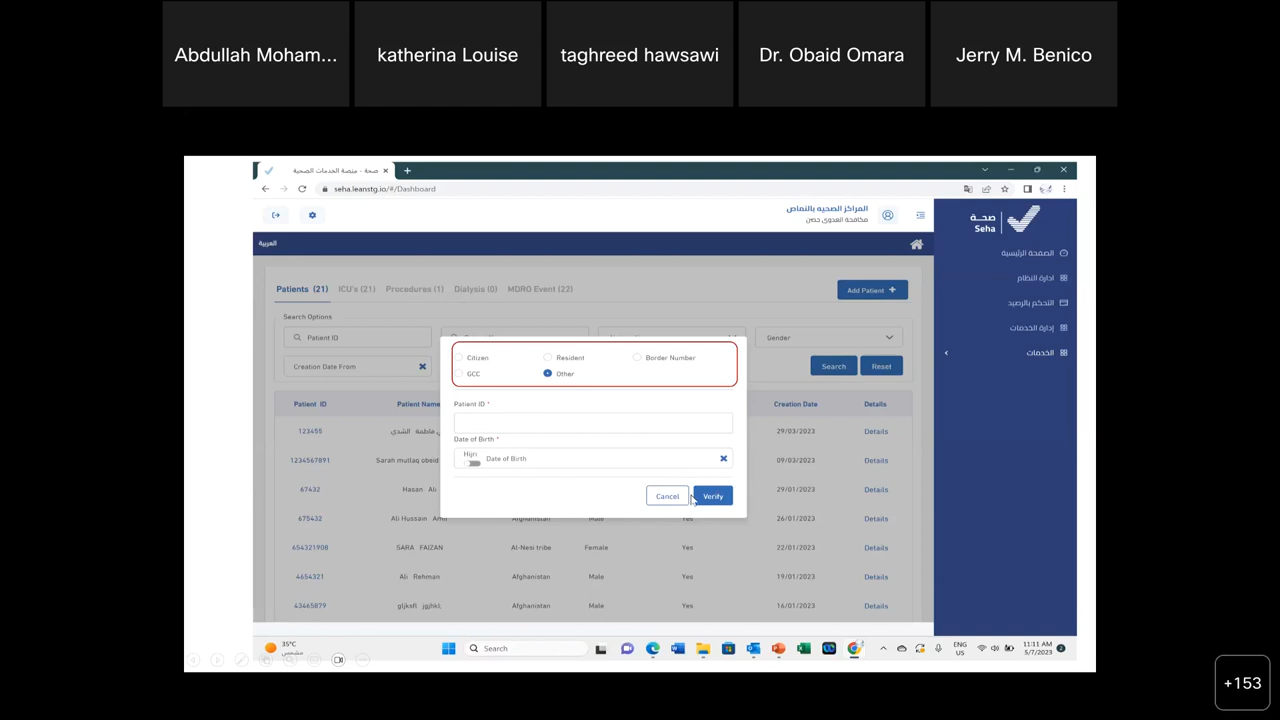 Abdullah Moham...
katherina Louise
taghreed hawsawi
Dr. Obaid Omara
Jerry M. Benico
صحة - منصة الخدمات الصحية
seha.leanstg.io/#/Dashboard
المراكز الصحيه بالنماص
مكافحة العدوى حصن
صحـة
Seha
العربية
الصفحة الرئيسية
ادارة النظام
التحكم بالرصيد
إدارة الخدمات
الخدمات
Patients (21) ICU's (21) Procedures (1) Dialysis (0) MDRO Event (22)
Add Patient +
Search Options
Patient ID
Gender
Creation Date From
Search
Reset
Citizen
Resident
Border Number
GCC
Other
Patient ID *
Date of Birth *
Hijri
Date of Birth
Cancel
Verify
Patient ID Patient Name Creation Date Details
123455 فاطمة الشدي 29/03/2023 Details
1234567891 Sarah mutlaq obeid 09/03/2023 Details
67432 Hasan Ali 29/01/2023 Details
675432 Ali Hussain Afghanistan Male Yes 26/01/2023 Details
654321908 SARA FAIZAN Al-Nesi tribe Female Yes 22/01/2023 Details
4654321 Ali Rehman Afghanistan Male Yes 19/01/2023 Details
43465879 gljksfl jgjhkl; Afghanistan Male Yes 16/01/2023 Details
35°C
مشمس
Search
ENG
US
11:11 AM
5/7/2023
2
+153